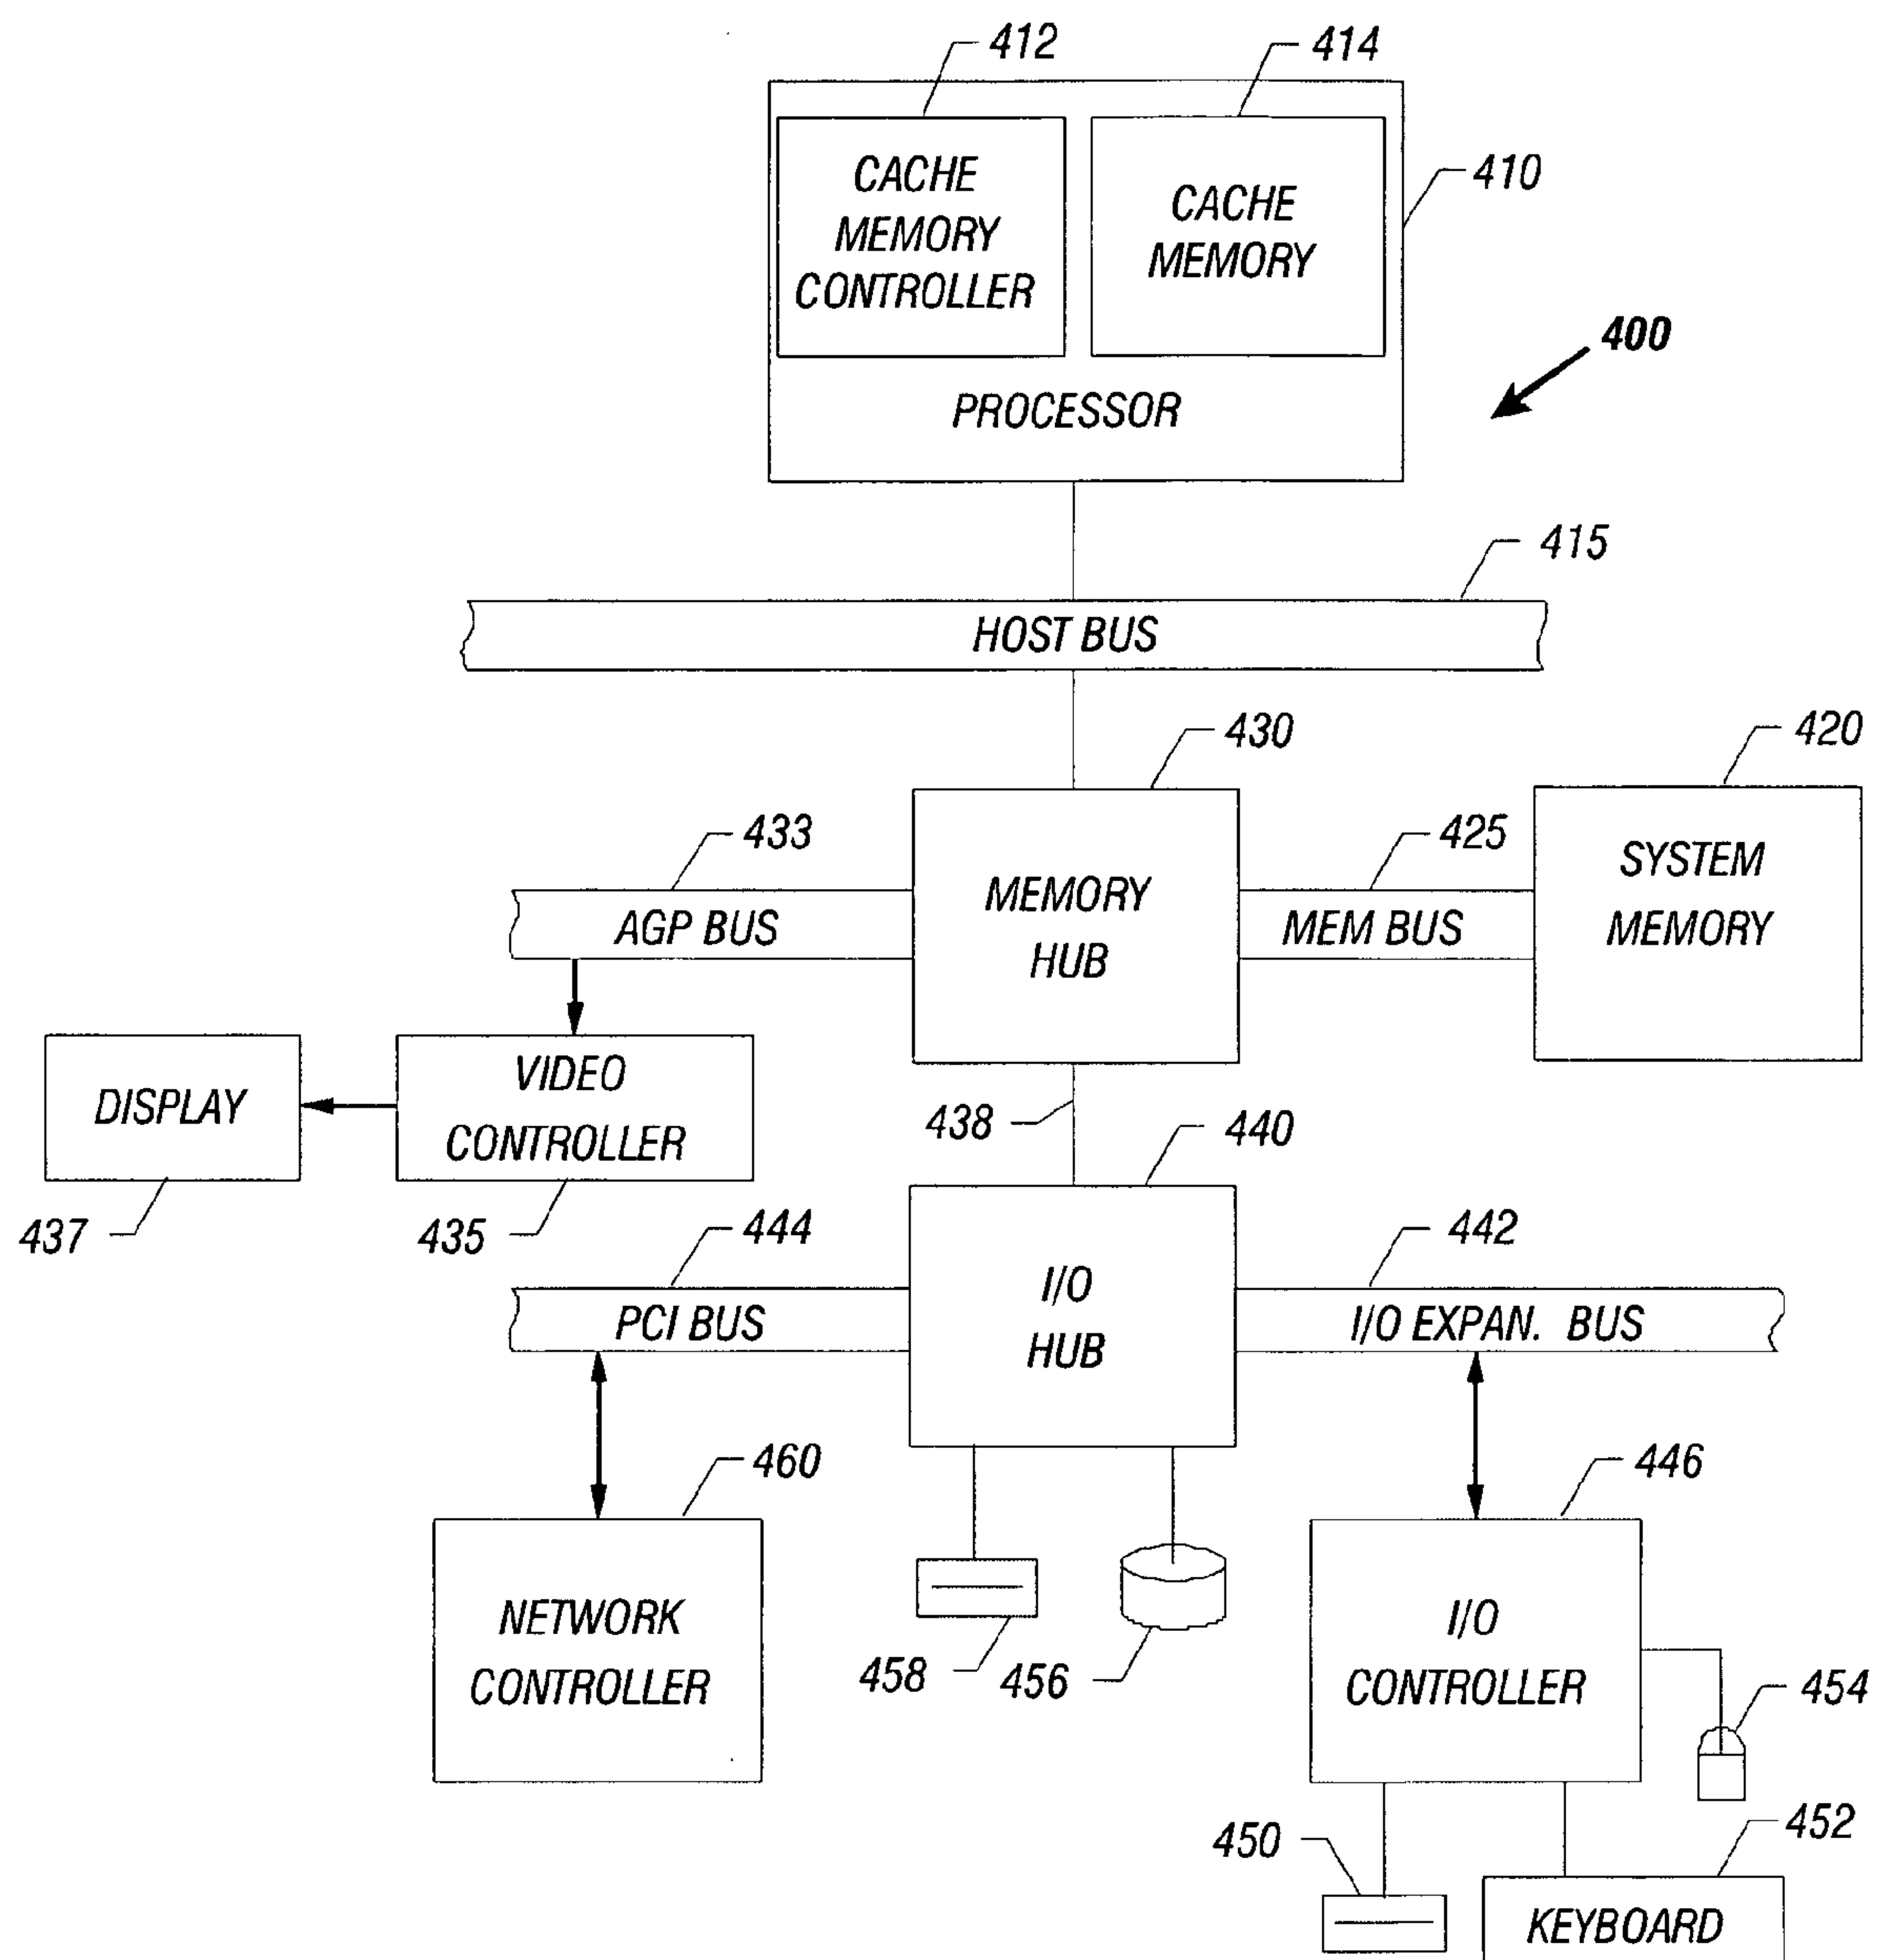 412
414
CACHE
MEMORY
CONTROLLER
CACHE
MEMORY
410
400
PROCESSOR
415
HOST BUS
430
420
433
425
SYSTEM
MEMORY
MEMORY
HUB
AGP BUS
MEM BUS
DISPLAY
VIDEO
CONTROLLER
438
440
437
435
444
442
I/O
HUB
PCI BUS
I/O EXPAN. BUS
460
446
NETWORK
CONTROLLER
458
456
I/O
CONTROLLER
454
450
452
KEYBOARD